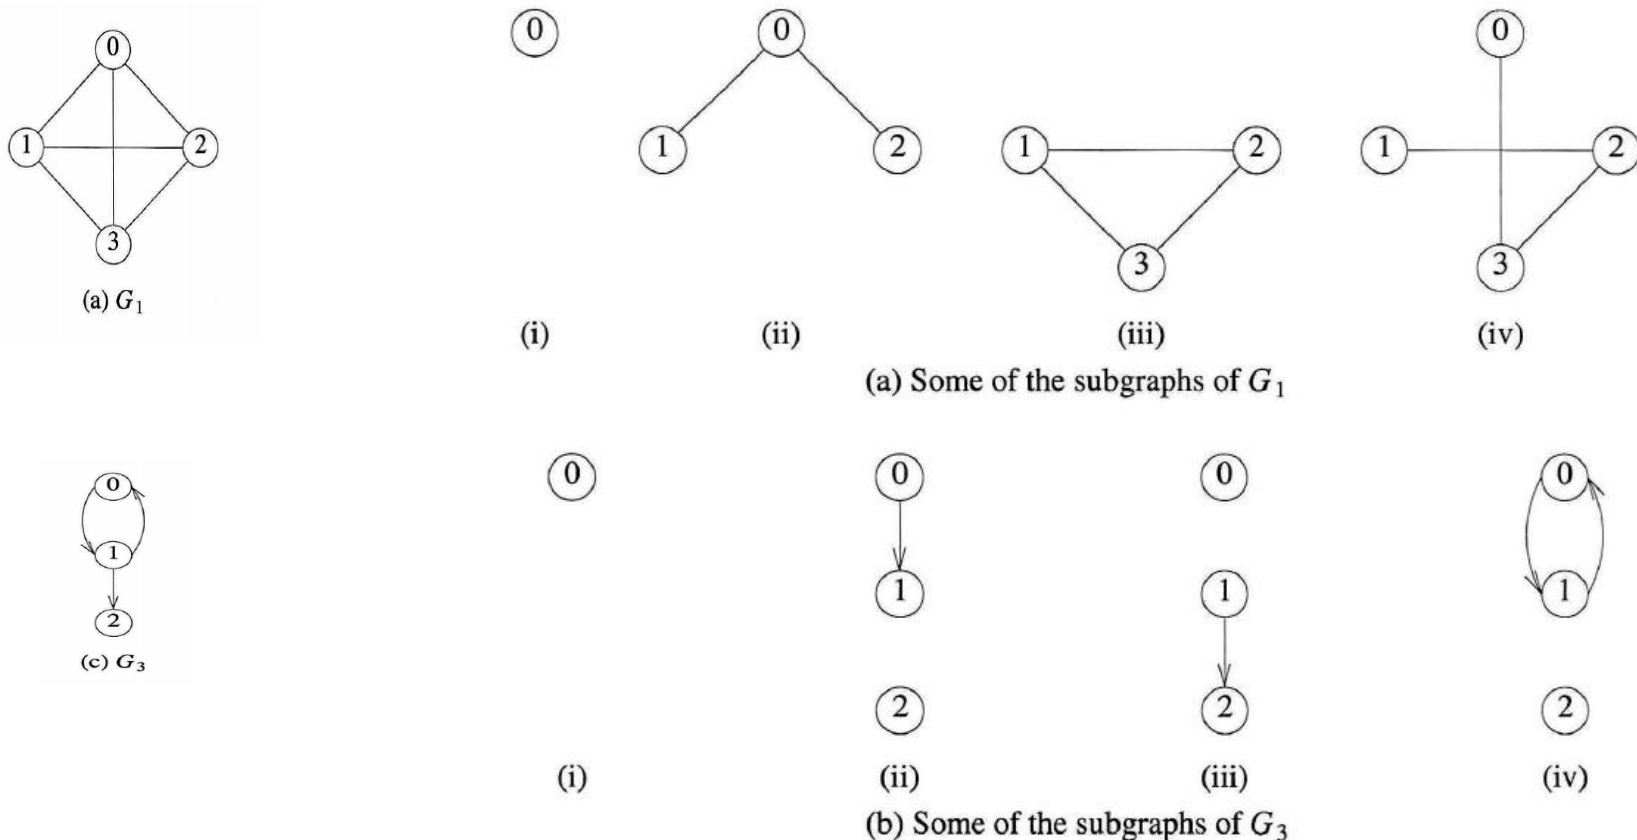 0
1 2
3
(a) G1
0
(i)
0
1 2
(ii)
1 2
3
(iii)
0
1 2
3
(iv)
(a) Some of the subgraphs of G1
0
1
2
(c) G3
0
(i)
0
1
2
(ii)
0
1
2
(iii)
0
1
2
(iv)
(b) Some of the subgraphs of G3